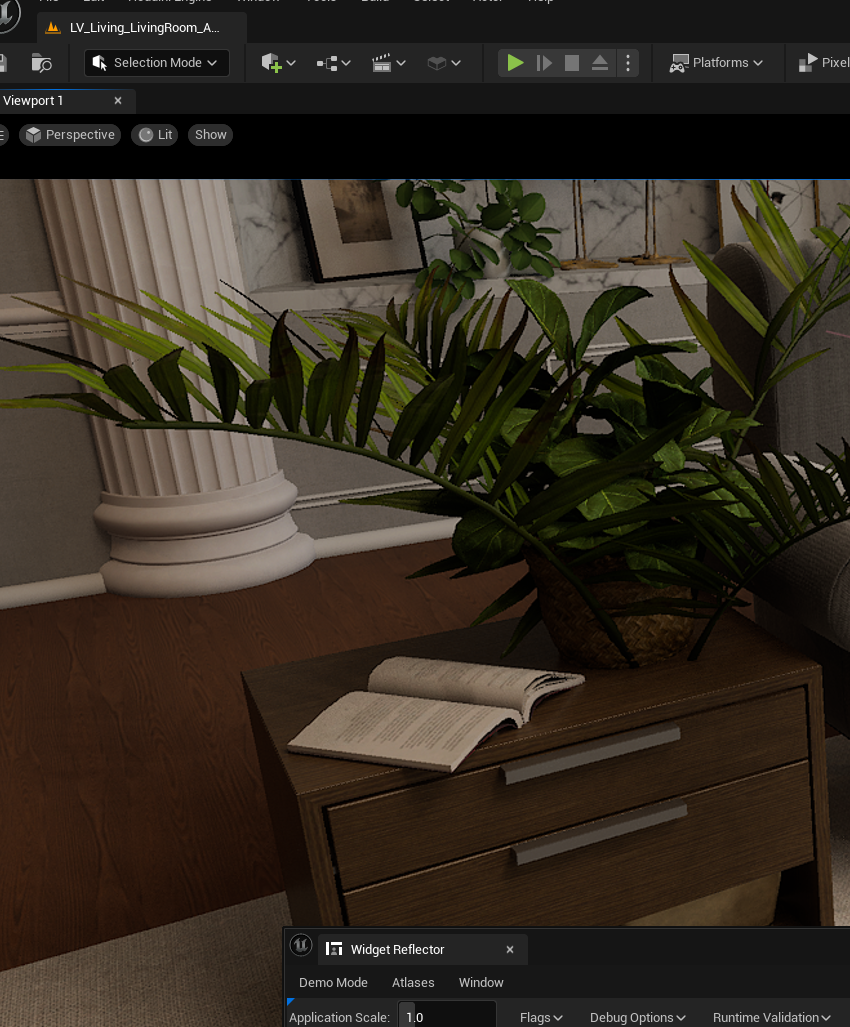 LV_Living_LivingRoom_A...
Selection Mode
Platforms
Pixel
Viewport 1
Perspective
Lit
Show
Widget Reflector
Demo Mode
Atlases
Window
Application Scale: 1.0
Flags
Debug Options
Runtime Validation